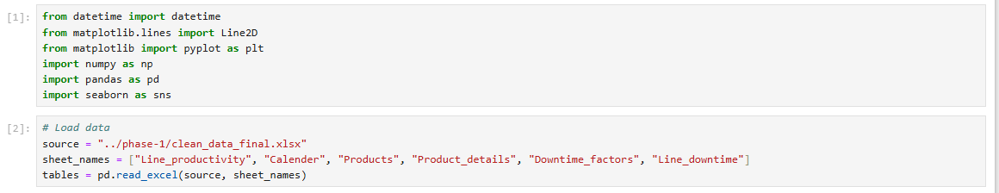 [1]: from datetime import datetime
from matplotlib.lines import Line2D
from matplotlib import pyplot as plt
import numpy as np
import pandas as pd
import seaborn as sns
[2]: # Load data
source = "../phase-1/clean_data_final.xlsx"
sheet_names = ["Line_productivity", "Calender", "Products", "Product_details", "Downtime_factors", "Line_downtime"]
tables = pd.read_excel(source, sheet_names)